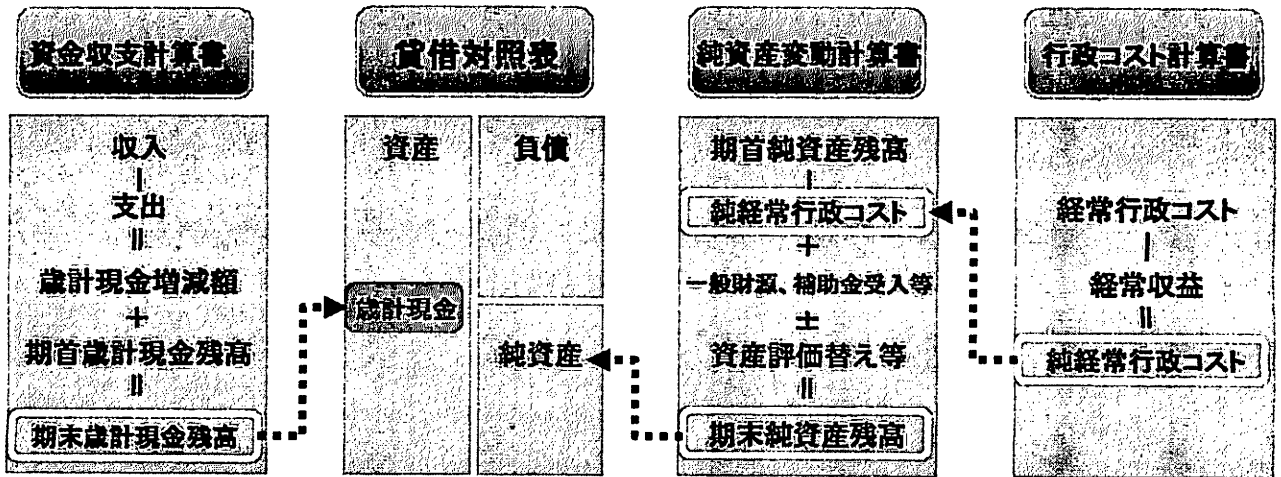 資金収支計算書
収入
－
支出
＝
歳計現金増減額
＋
期首歳計現金残高
＝
期末歳計現金残高
貸借対照表
資産
歳計現金
負債
純資産
純資産変動計算書
期首純資産残高
－
純経常行政コスト
＋
一般財源、補助金受入等
±
資産評価替え等
＝
期末純資産残高
行政コスト計算書
経常行政コスト
－
経常収益
＝
純経常行政コスト